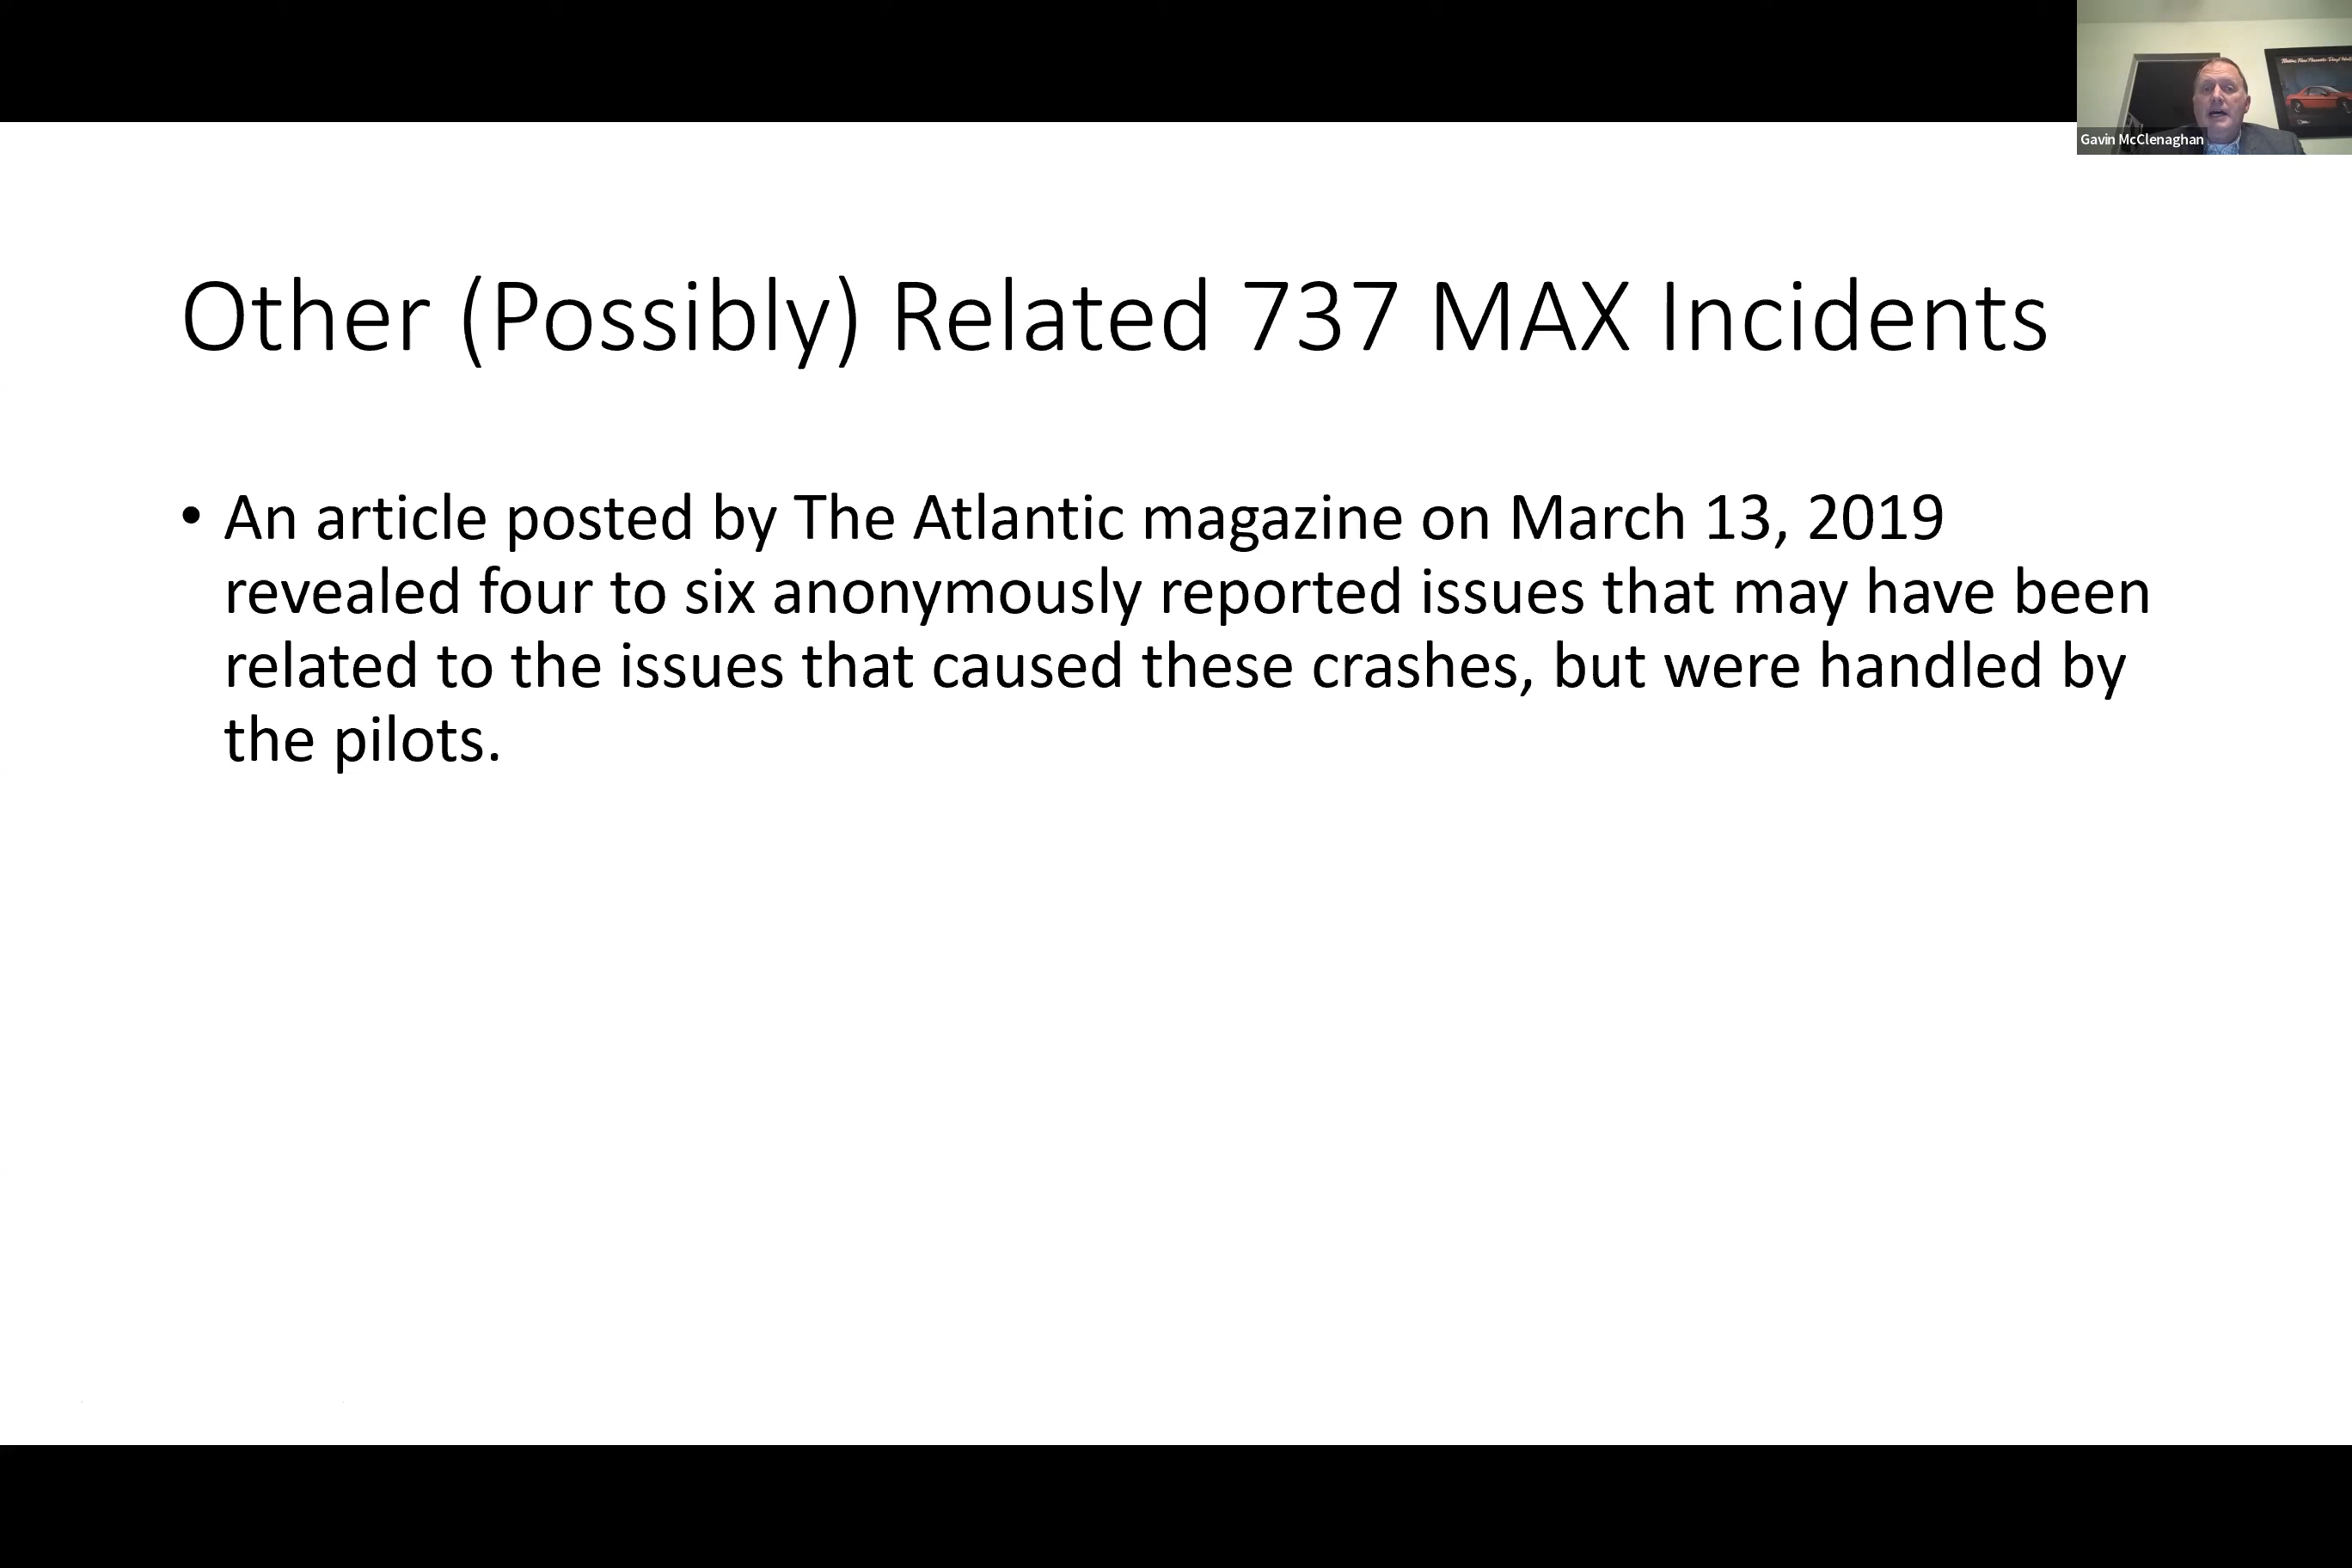 Gavin McClenaghan
Other (Possibly) Related 737 MAX Incidents
• An article posted by The Atlantic magazine on March 13, 2019
revealed four to six anonymously reported issues that may have been
related to the issues that caused these crashes, but were handled by
the pilots.